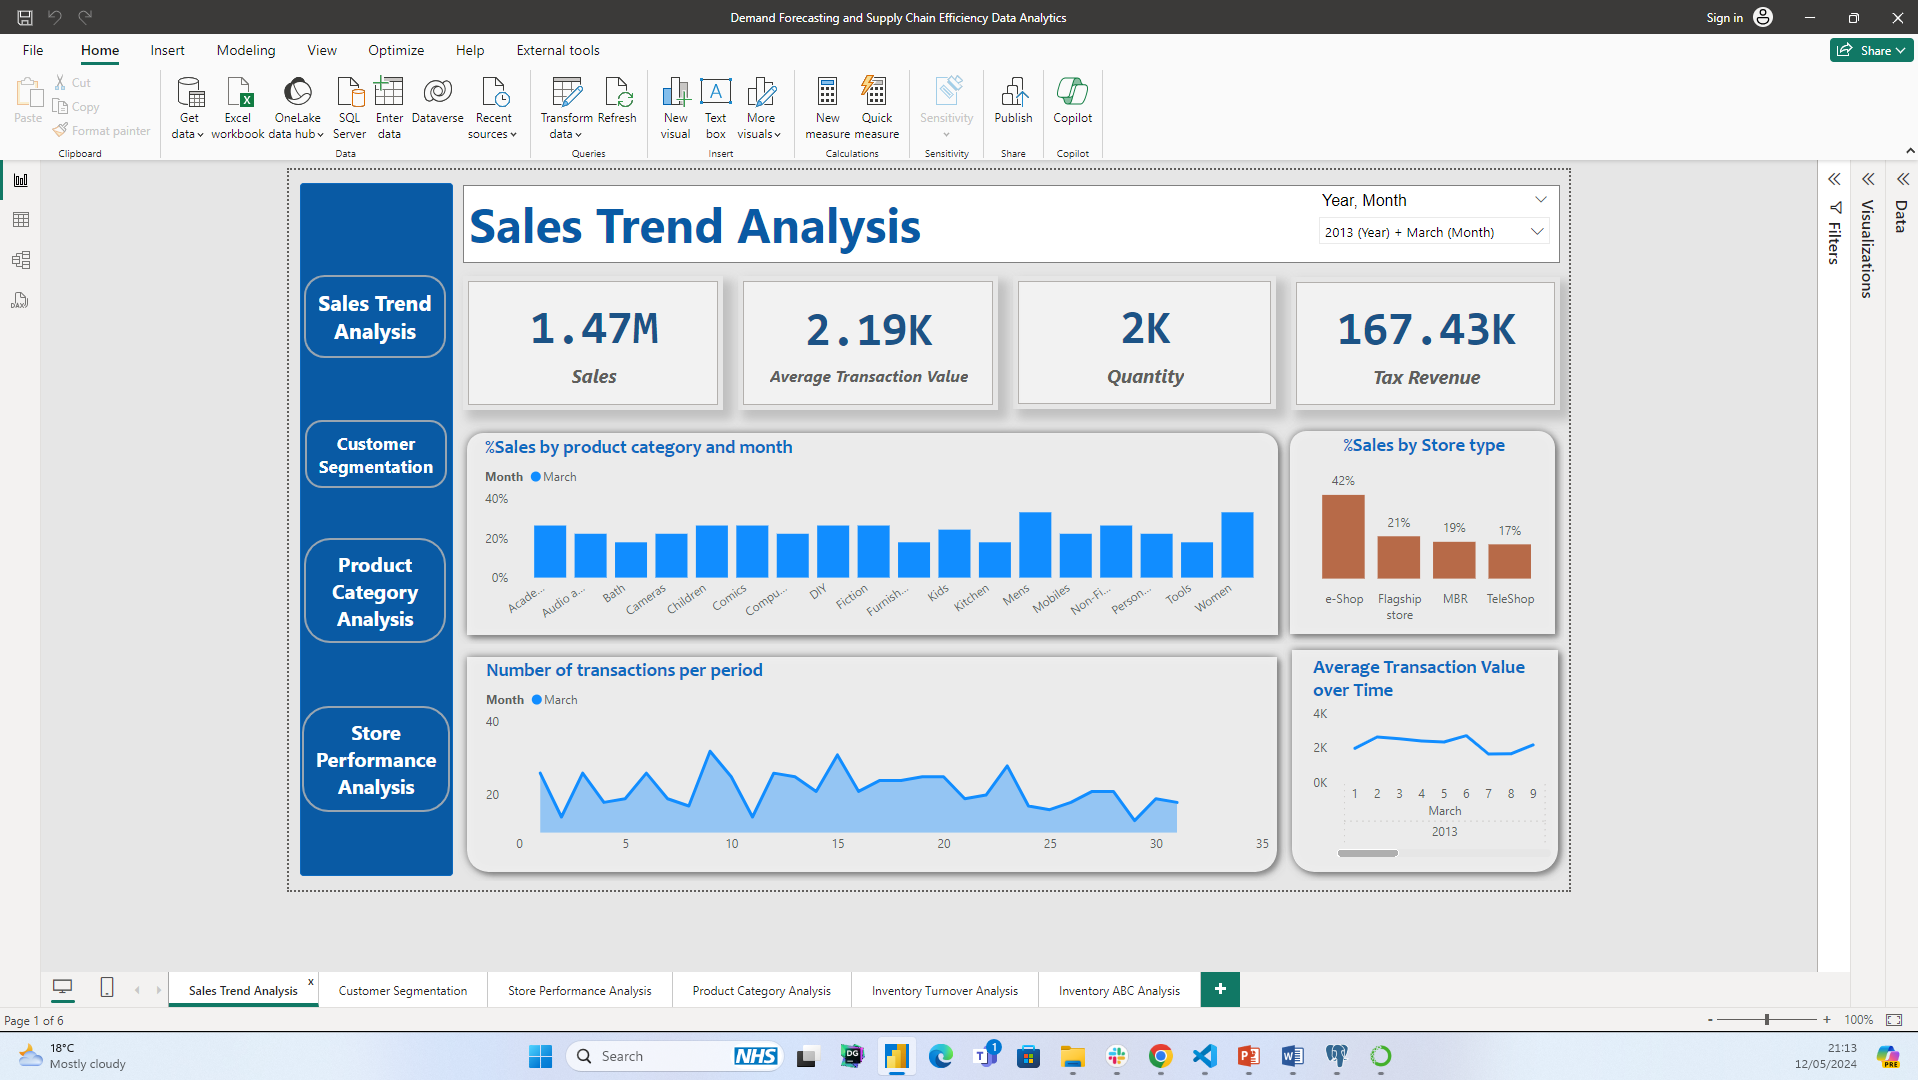 Demand Forecasting and Supply Chain Efficiency Data Analytics
Sign in
File
Home
Insert
Modeling
View
Optimize
Help
External tools
Share
Paste
Cut
Copy
Format painter
Clipboard
Get
data
Excel
workbook
OneLake
data hub
SQL
Server
Enter
data
Dataverse
Recent
sources
Data
Transform
data
Refresh
Queries
New
visual
Text
box
More
visuals
Insert
New
measure
Quick
measure
Calculations
Sensitivity
Sensitivity
Publish
Share
Copilot
Copilot
Filters
Visualizations
Data
DAX
Sales Trend
Analysis
Customer
Segmentation
Product
Category
Analysis
Store
Performance
Analysis
Sales Trend Analysis
Year, Month
2013 (Year) + March (Month)
1.47M
Sales
2.19K
Average Transaction Value
2K
Quantity
167.43K
Tax Revenue
%Sales by product category and month
Month March
40%
20%
0%
Acade...
Audio a...
Bath
Cameras
Children
Comics
Compu...
DIY
Fiction
Furnish...
Kids
Kitchen
Mens
Mobiles
Non-Fi...
Person...
Tools
Women
%Sales by Store type
42%
21%
19%
17%
e-Shop
Flagship
store
MBR
TeleShop
Number of transactions per period
Month March
40
20
0 5 10 15 20 25 30 35
Average Transaction Value
over Time
4K
2K
0K
1 2 3 4 5 6 7 8 9
March
2013
Sales Trend Analysis x
Customer Segmentation
Store Performance Analysis
Product Category Analysis
Inventory Turnover Analysis
Inventory ABC Analysis
+
Page 1 of 6
- + 100%
18°C
Mostly cloudy
Search
NHS
DG
T
1
P
W
21:13
12/05/2024
PRE